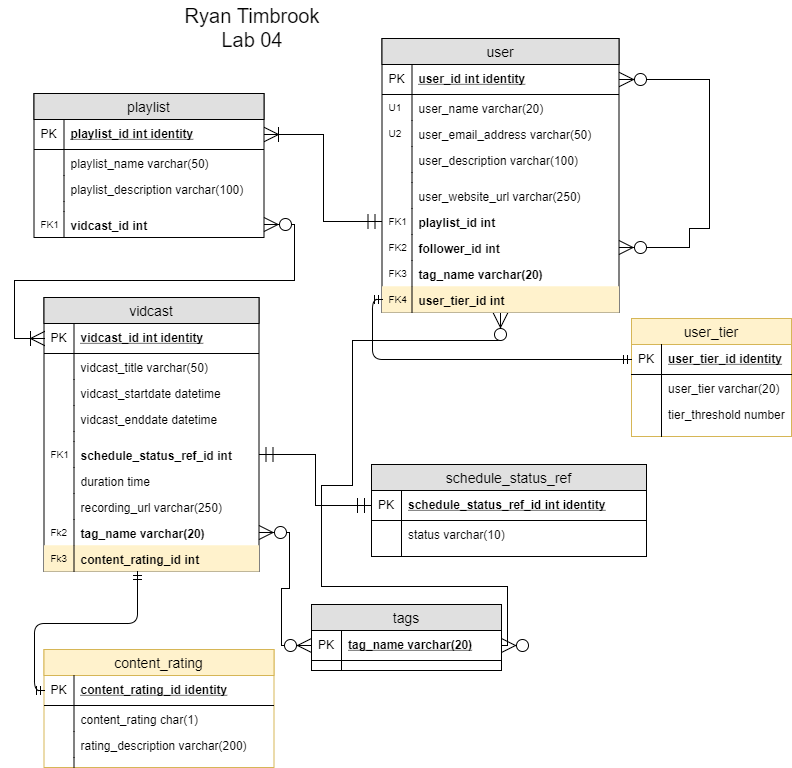 Ryan Timbrook
Lab 04
user
PK user_id int identity
U1 user_name varchar(20)
U2 user_email_address varchar(50)
user_description varchar(100)
user_website_url varchar(250)
FK1 playlist_id int
FK2 follower_id int
FK3 tag_name varchar(20)
FK4 user_tier_id int
playlist
PK playlist_id int identity
playlist_name varchar(50)
playlist_description varchar(100)
FK1 vidcast_id int
vidcast
PK vidcast_id int identity
vidcast_title varchar(50)
vidcast_startdate datetime
vidcast_enddate datetime
FK1 schedule_status_ref_id int
duration time
recording_url varchar(250)
Fk2 tag_name varchar(20)
Fk3 content_rating_id int
user_tier
PK user_tier_id identity
user_tier varchar(20)
tier_threshold number
schedule_status_ref
PK schedule_status_ref_id int identity
status varchar(10)
tags
PK tag_name varchar(20)
content_rating
PK content_rating_id identity
content_rating char(1)
rating_description varchar(200)